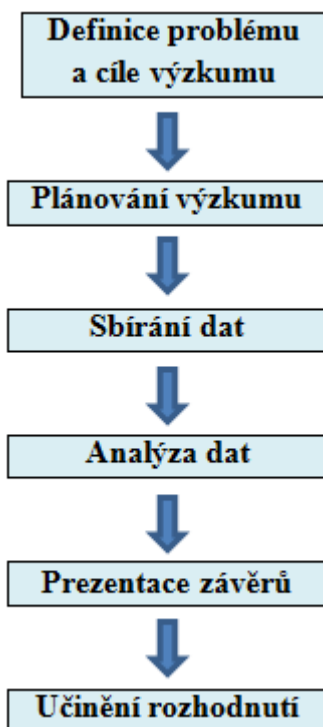 Definice problému
a cíle výzkumu
Plánování výzkumu
Sbírání dat
Analýza dat
Prezentace závěrů
Učinění rozhodnutí